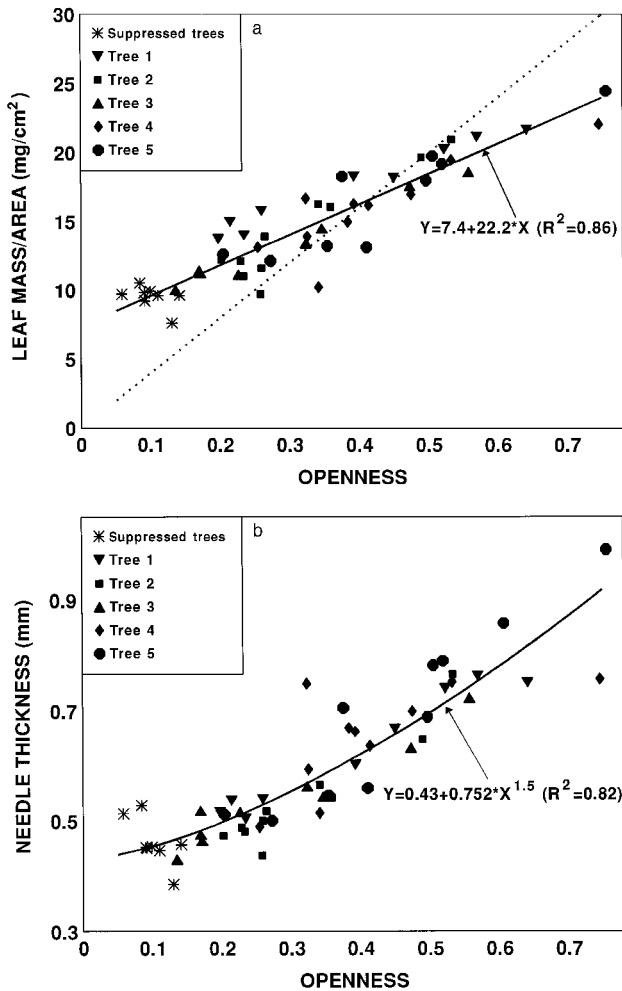 30
25
20
15
10
5
0
LEAF MASS/AREA (mg/cm²)
a
Suppressed trees
Tree 1
Tree 2
Tree 3
Tree 4
Tree 5
Y=7.4+22.2*X (R²=0.86)
0 0.1 0.2 0.3 0.4 0.5 0.6 0.7
OPENNESS
b
Suppressed trees
Tree 1
Tree 2
Tree 3
Tree 4
Tree 5
0.9
0.7
0.5
0.3
NEEDLE THICKNESS (mm)
Y=0.43+0.752*X^1.5 (R²=0.82)
0 0.1 0.2 0.3 0.4 0.5 0.6 0.7
OPENNESS